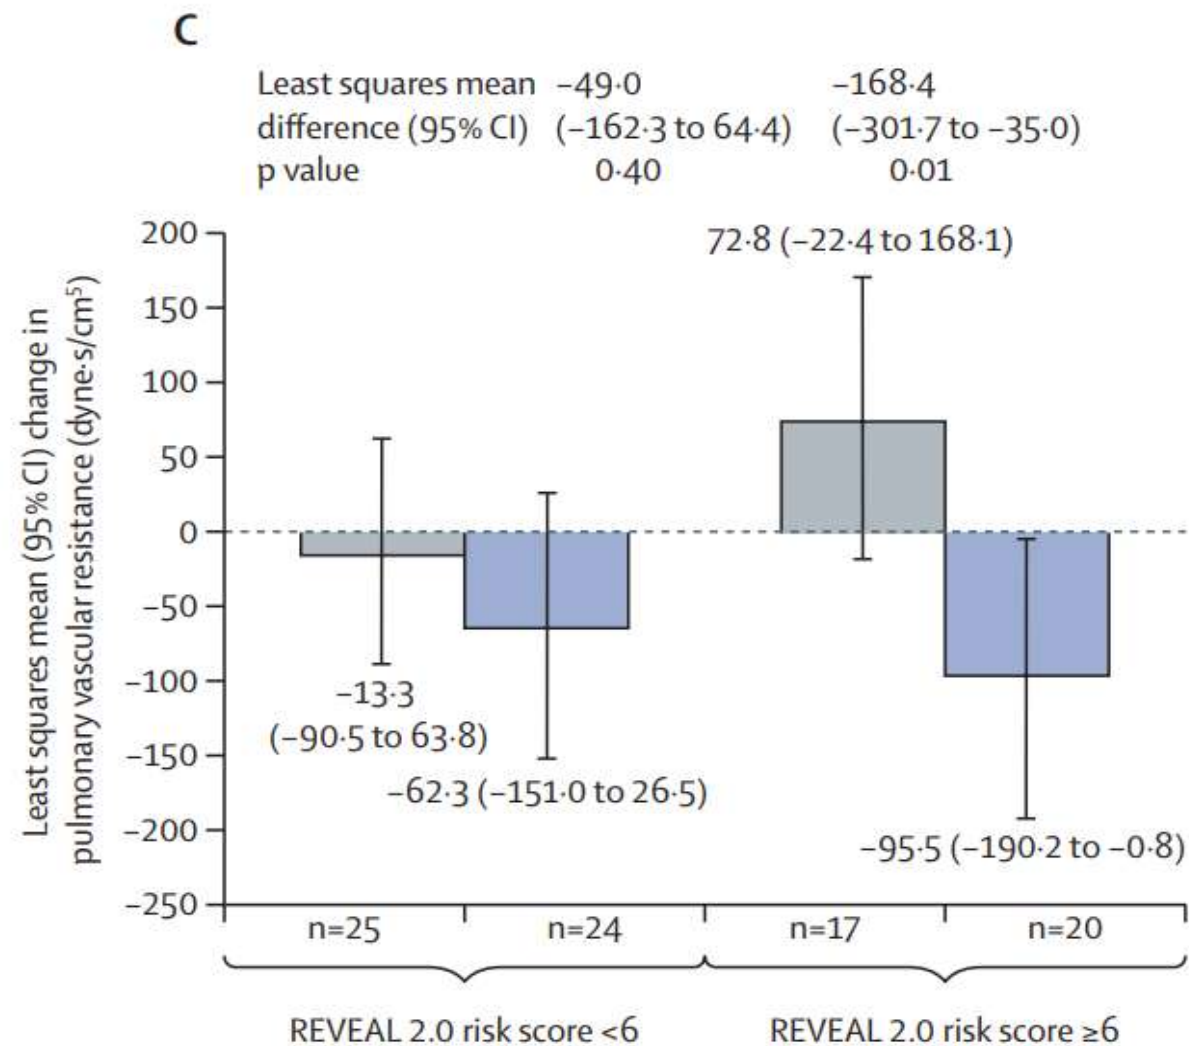 C
Least squares mean −49·0 −168·4
difference (95% CI) (−162·3 to 64·4) (−301·7 to −35·0)
p value 0·40 0·01
Least squares mean (95% CI) change in
pulmonary vascular resistance (dyne·s/cm⁵)
200
150
100
50
0
−50
−100
−150
−200
−250
72·8 (−22·4 to 168·1)
−13·3
(−90·5 to 63·8)
−62·3 (−151·0 to 26·5)
−95·5 (−190·2 to −0·8)
n=25 n=24 n=17 n=20
REVEAL 2.0 risk score <6 REVEAL 2.0 risk score ≥6